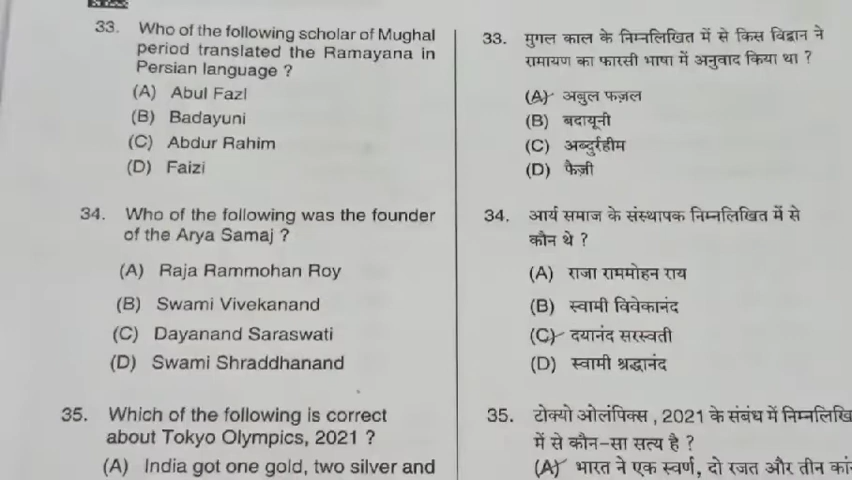 33. Who of the following scholar of Mughal
period translated the Ramayana in
Persian language ?
(A) Abul Fazl
(B) Badayuni
(C) Abdur Rahim
(D) Faizi
34. Who of the following was the founder
of the Arya Samaj ?
(A) Raja Rammohan Roy
(B) Swami Vivekanand
(C) Dayanand Saraswati
(D) Swami Shraddhanand
35. Which of the following is correct
about Tokyo Olympics, 2021 ?
(A) India got one gold, two silver and
33. मुगल काल के निम्नलिखित में से किस विद्वान ने
रामायण का फारसी भाषा में अनुवाद किया था ?
(A) अबुल फज़ल
(B) बदायूनी
(C) अब्दुर्रहीम
(D) फैज़ी
34. आर्य समाज के संस्थापक निम्नलिखित में से
कौन थे ?
(A) राजा राममोहन राय
(B) स्वामी विवेकानंद
(C) दयानंद सरस्वती
(D) स्वामी श्रद्धानंद
35. टोक्यो ओलंपिक्स , 2021 के संबंध में निम्नलिखि
में से कौन-सा सत्य है ?
(A) भारत ने एक स्वर्ण, दो रजत और तीन कां